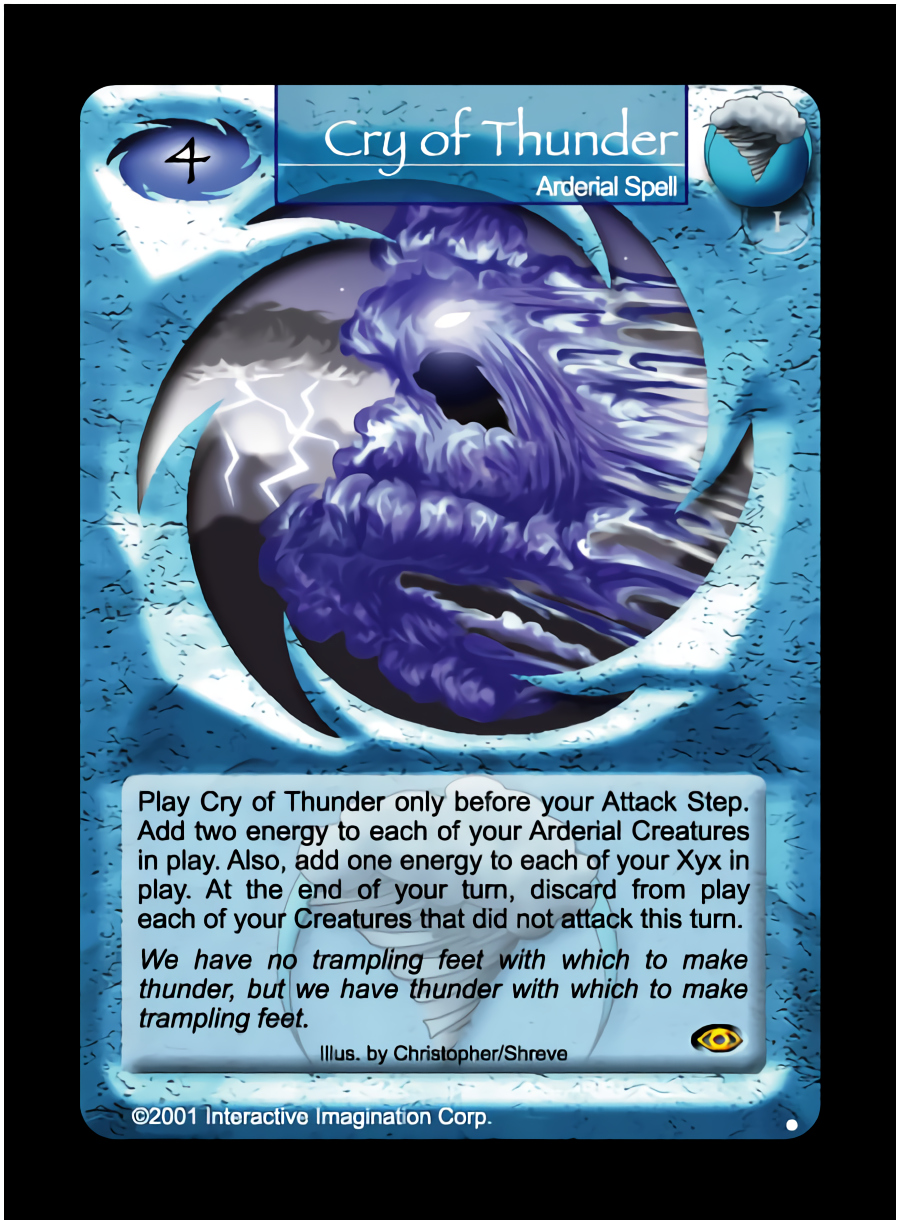 4
Cry of Thunder
Arderial Spell
I
Play Cry of Thunder only before your Attack Step.
Add two energy to each of your Arderial Creatures
in play. Also, add one energy to each of your Xyx in
play. At the end of your turn, discard from play
each of your Creatures that did not attack this turn.
We have no trampling feet with which to make
thunder, but we have thunder with which to make
trampling feet.
Illus. by Christopher/Shreve
©2001 Interactive Imagination Corp.